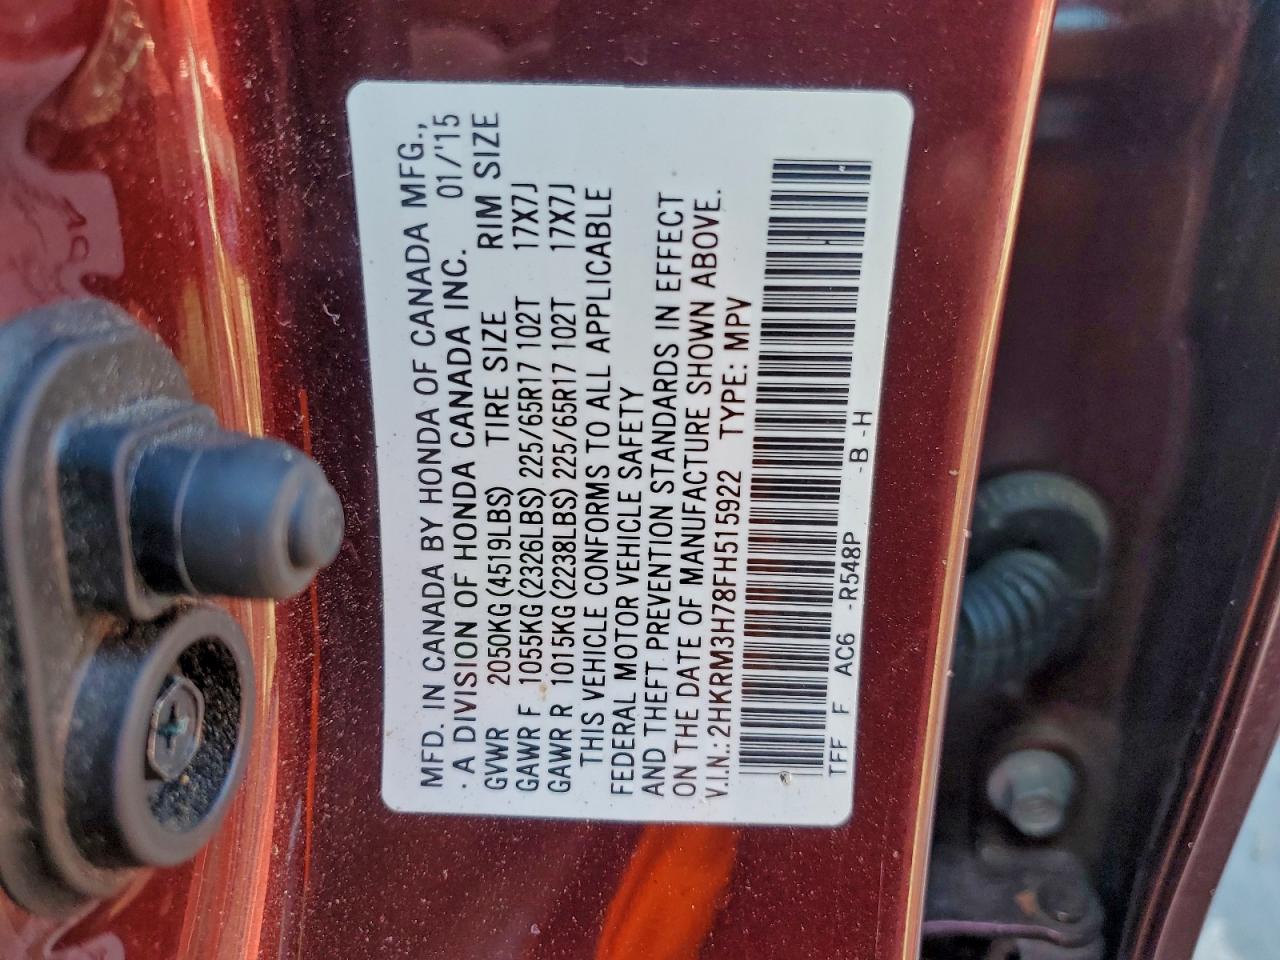 MFD. IN CANADA BY HONDA OF CANADA MFG.,
. A DIVISION OF HONDA CANADA INC. 01/'15
GVWR 2050KG(4519LBS) TIRE SIZE RIM SIZE
GAWR F 1055KG(2326LBS) 225/65R17 102T 17X7J
GAWR R 1015KG(2238LBS) 225/65R17 102T 17X7J
THIS VEHICLE CONFORMS TO ALL APPLICABLE
FEDERAL MOTOR VEHICLE SAFETY
AND THEFT PREVENTION STANDARDS IN EFFECT
ON THE DATE OF MANUFACTURE SHOWN ABOVE.
V.I.N.:2HKRM3H78FH515922 TYPE: MPV
TFF F AC6 -R548P -B-H